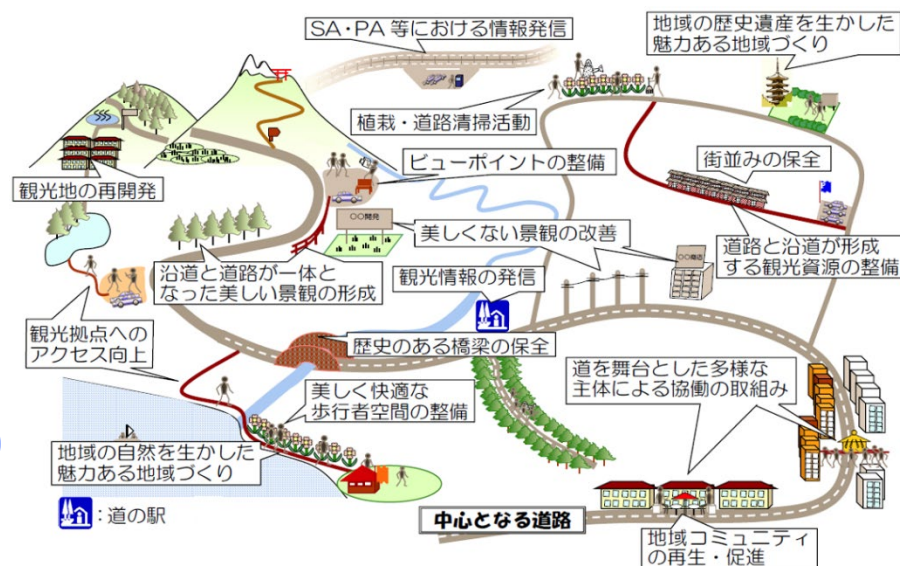 SA・PA 等における情報発信
地域の歴史遺産を生かした
魅力ある地域づくり
植栽・道路清掃活動
ビューポイントの整備
街並みの保全
観光地の再開発
○○開発
美しくない景観の改善
○○商店
道路と沿道が形成
する観光資源の整備
沿道と道路が一体と
なった美しい景観の形成
観光情報の発信
観光拠点への
アクセス向上
歴史のある橋梁の保全
道を舞台とした多様な
主体による協働の取組み
美しく快適な
歩行者空間の整備
地域の自然を生かした
魅力ある地域づくり
：道の駅
中心となる道路
地域コミュニティ
の再生・促進